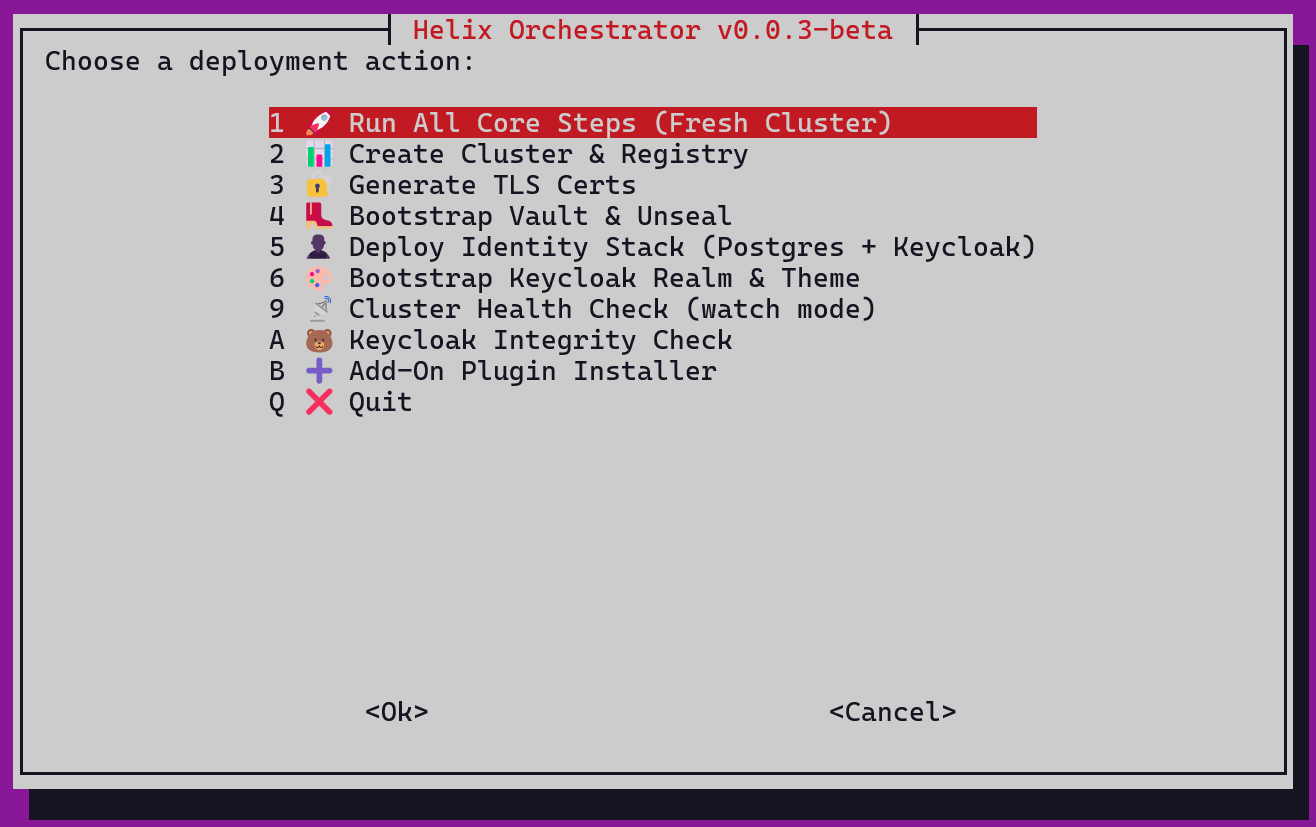 Helix Orchestrator v0.0.3-beta
Choose a deployment action:
1 🚀 Run All Core Steps (Fresh Cluster)
2 📊 Create Cluster & Registry
3 🔐 Generate TLS Certs
4 👢 Bootstrap Vault & Unseal
5 👤 Deploy Identity Stack (Postgres + Keycloak)
6 🎨 Bootstrap Keycloak Realm & Theme
9 📡 Cluster Health Check (watch mode)
A 🐻 Keycloak Integrity Check
B ➕ Add-On Plugin Installer
Q ❌ Quit
<Ok> <Cancel>